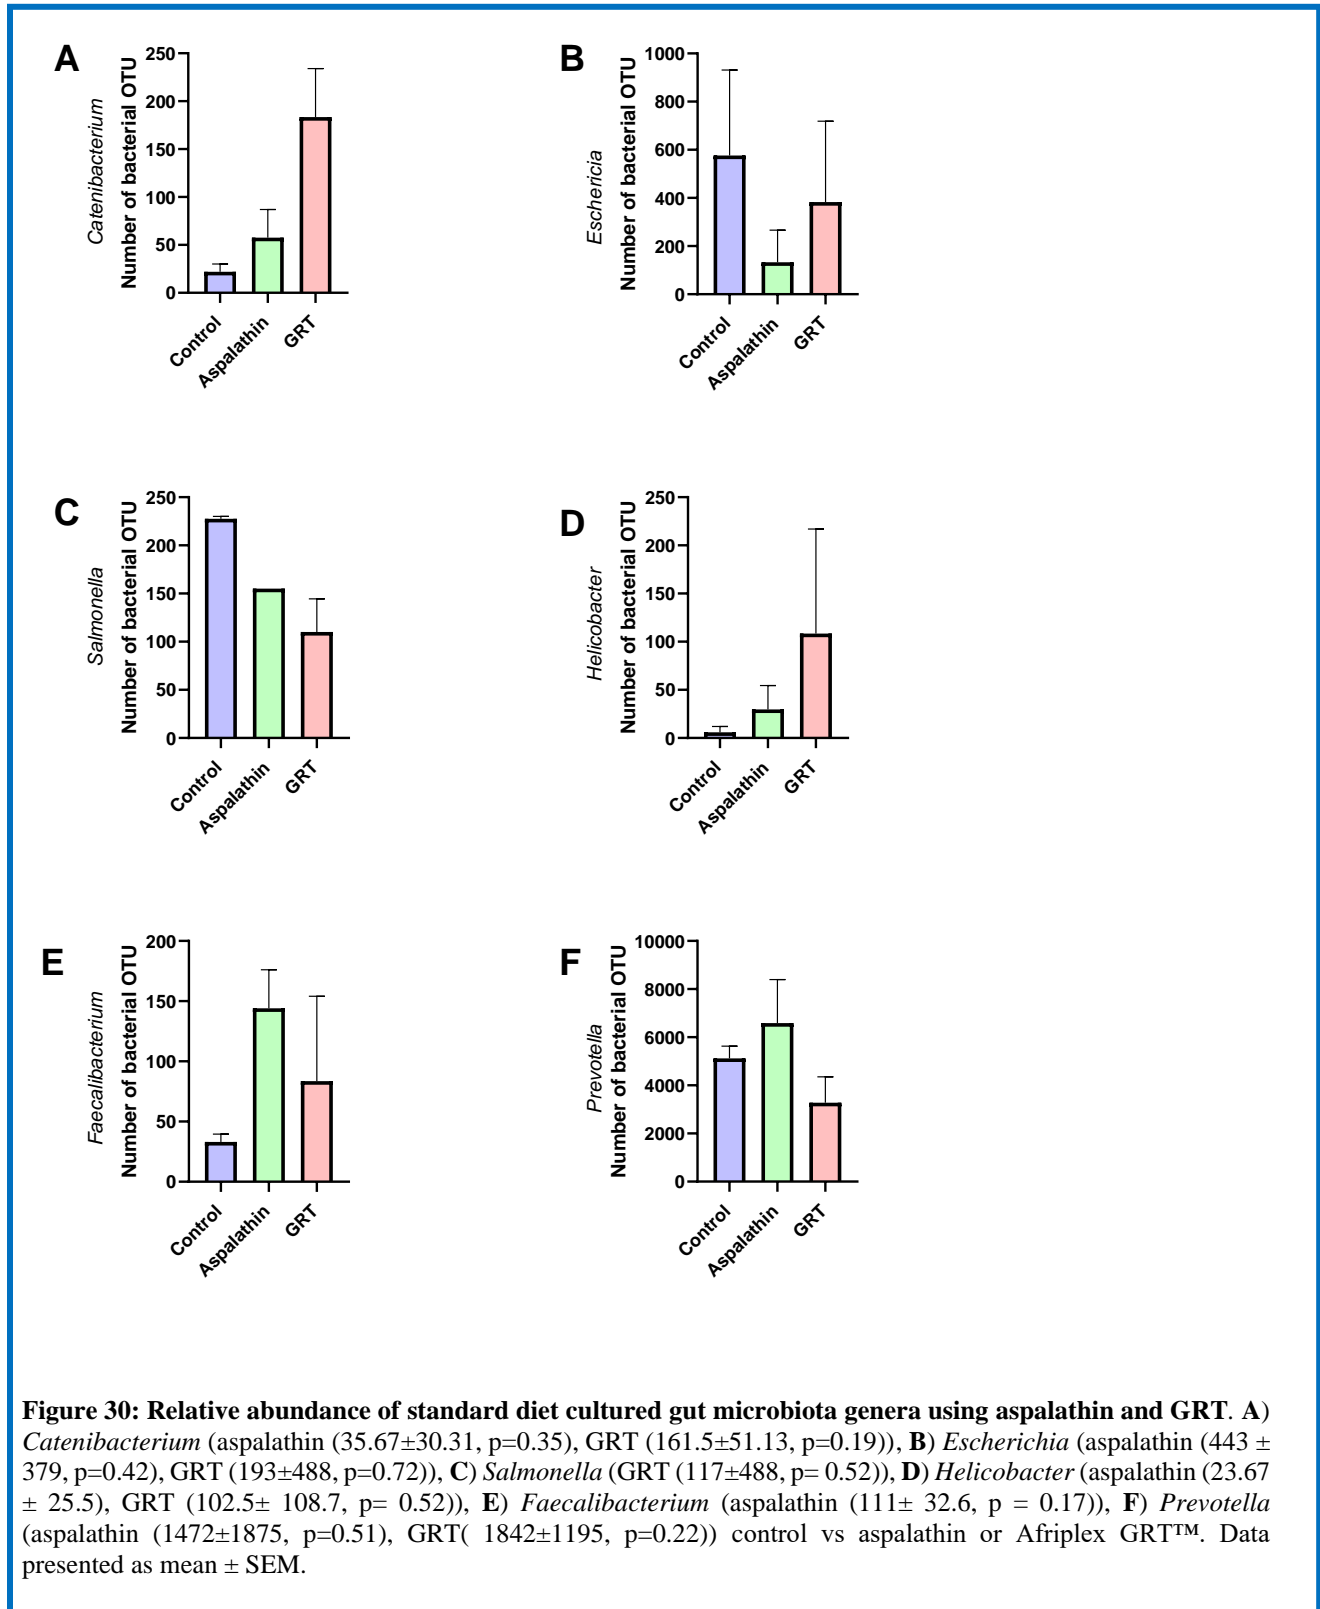 A
Catenibacterium
Number of bacterial OTU
250
200
150
100
50
0
Control
Aspalathin
GRT
B
Eschericia
Number of bacterial OTU
1000
800
600
400
200
0
Control
Aspalathin
GRT
C
Salmonella
Number of bacterial OTU
250
200
150
100
50
0
Control
Aspalathin
GRT
D
Helicobacter
Number of bacterial OTU
250
200
150
100
50
0
Control
Aspalathin
GRT
E
Faecalibacterium
Number of bacterial OTU
200
150
100
50
0
Control
Aspalathin
GRT
F
Prevotella
Number of bacterial OTU
10000
8000
6000
4000
2000
0
Control
Aspalathin
GRT
Figure 30: Relative abundance of standard diet cultured gut microbiota genera using aspalathin and GRT. A)
Catenibacterium (aspalathin (35.67±30.31, p=0.35), GRT (161.5±51.13, p=0.19)), B) Escherichia (aspalathin (443 ±
379, p=0.42), GRT (193±488, p=0.72)), C) Salmonella (GRT (117±488, p= 0.52)), D) Helicobacter (aspalathin (23.67
± 25.5), GRT (102.5± 108.7, p= 0.52)), E) Faecalibacterium (aspalathin (111± 32.6, p = 0.17)), F) Prevotella
(aspalathin (1472±1875, p=0.51), GRT( 1842±1195, p=0.22)) control vs aspalathin or Afriplex GRT™. Data
presented as mean ± SEM.